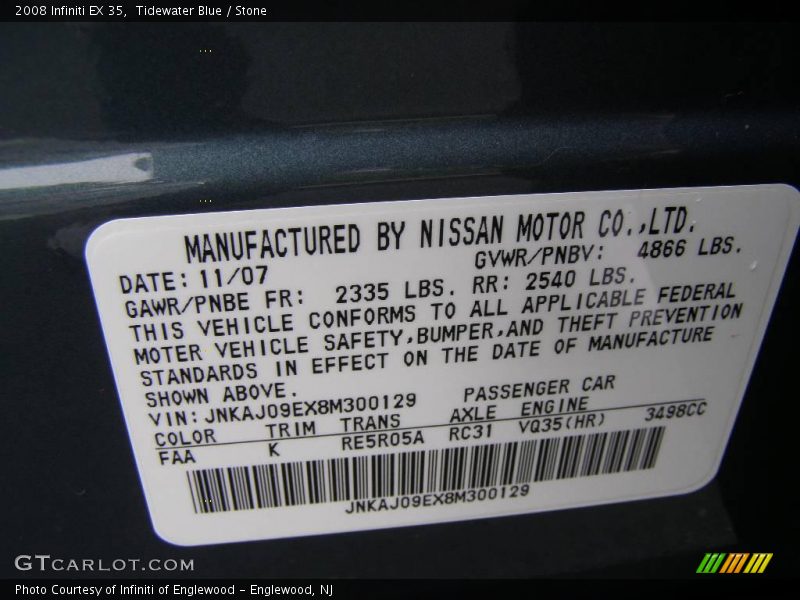 2008 Infiniti EX 35,  Tidewater Blue / Stone
MANUFACTURED BY NISSAN MOTOR CO.,LTD.
DATE: 11/07 GVWR/PNBV: 4866 LBS.
GAWR/PNBE FR: 2335 LBS. RR: 2540 LBS.
THIS VEHICLE CONFORMS TO ALL APPLICABLE FEDERAL
MOTER VEHICLE SAFETY,BUMPER,AND THEFT PREVENTION
STANDARDS IN EFFECT ON THE DATE OF MANUFACTURE
SHOWN ABOVE.
VIN: JNKAJ09EX8M300129 PASSENGER CAR
COLOR TRIM TRANS AXLE ENGINE
FAA K RE5R05A RC31 VQ35(HR) 3498CC
JNKAJ09EX8M300129
GTCARLOT.COM
Photo Courtesy of Infiniti of Englewood - Englewood, NJ